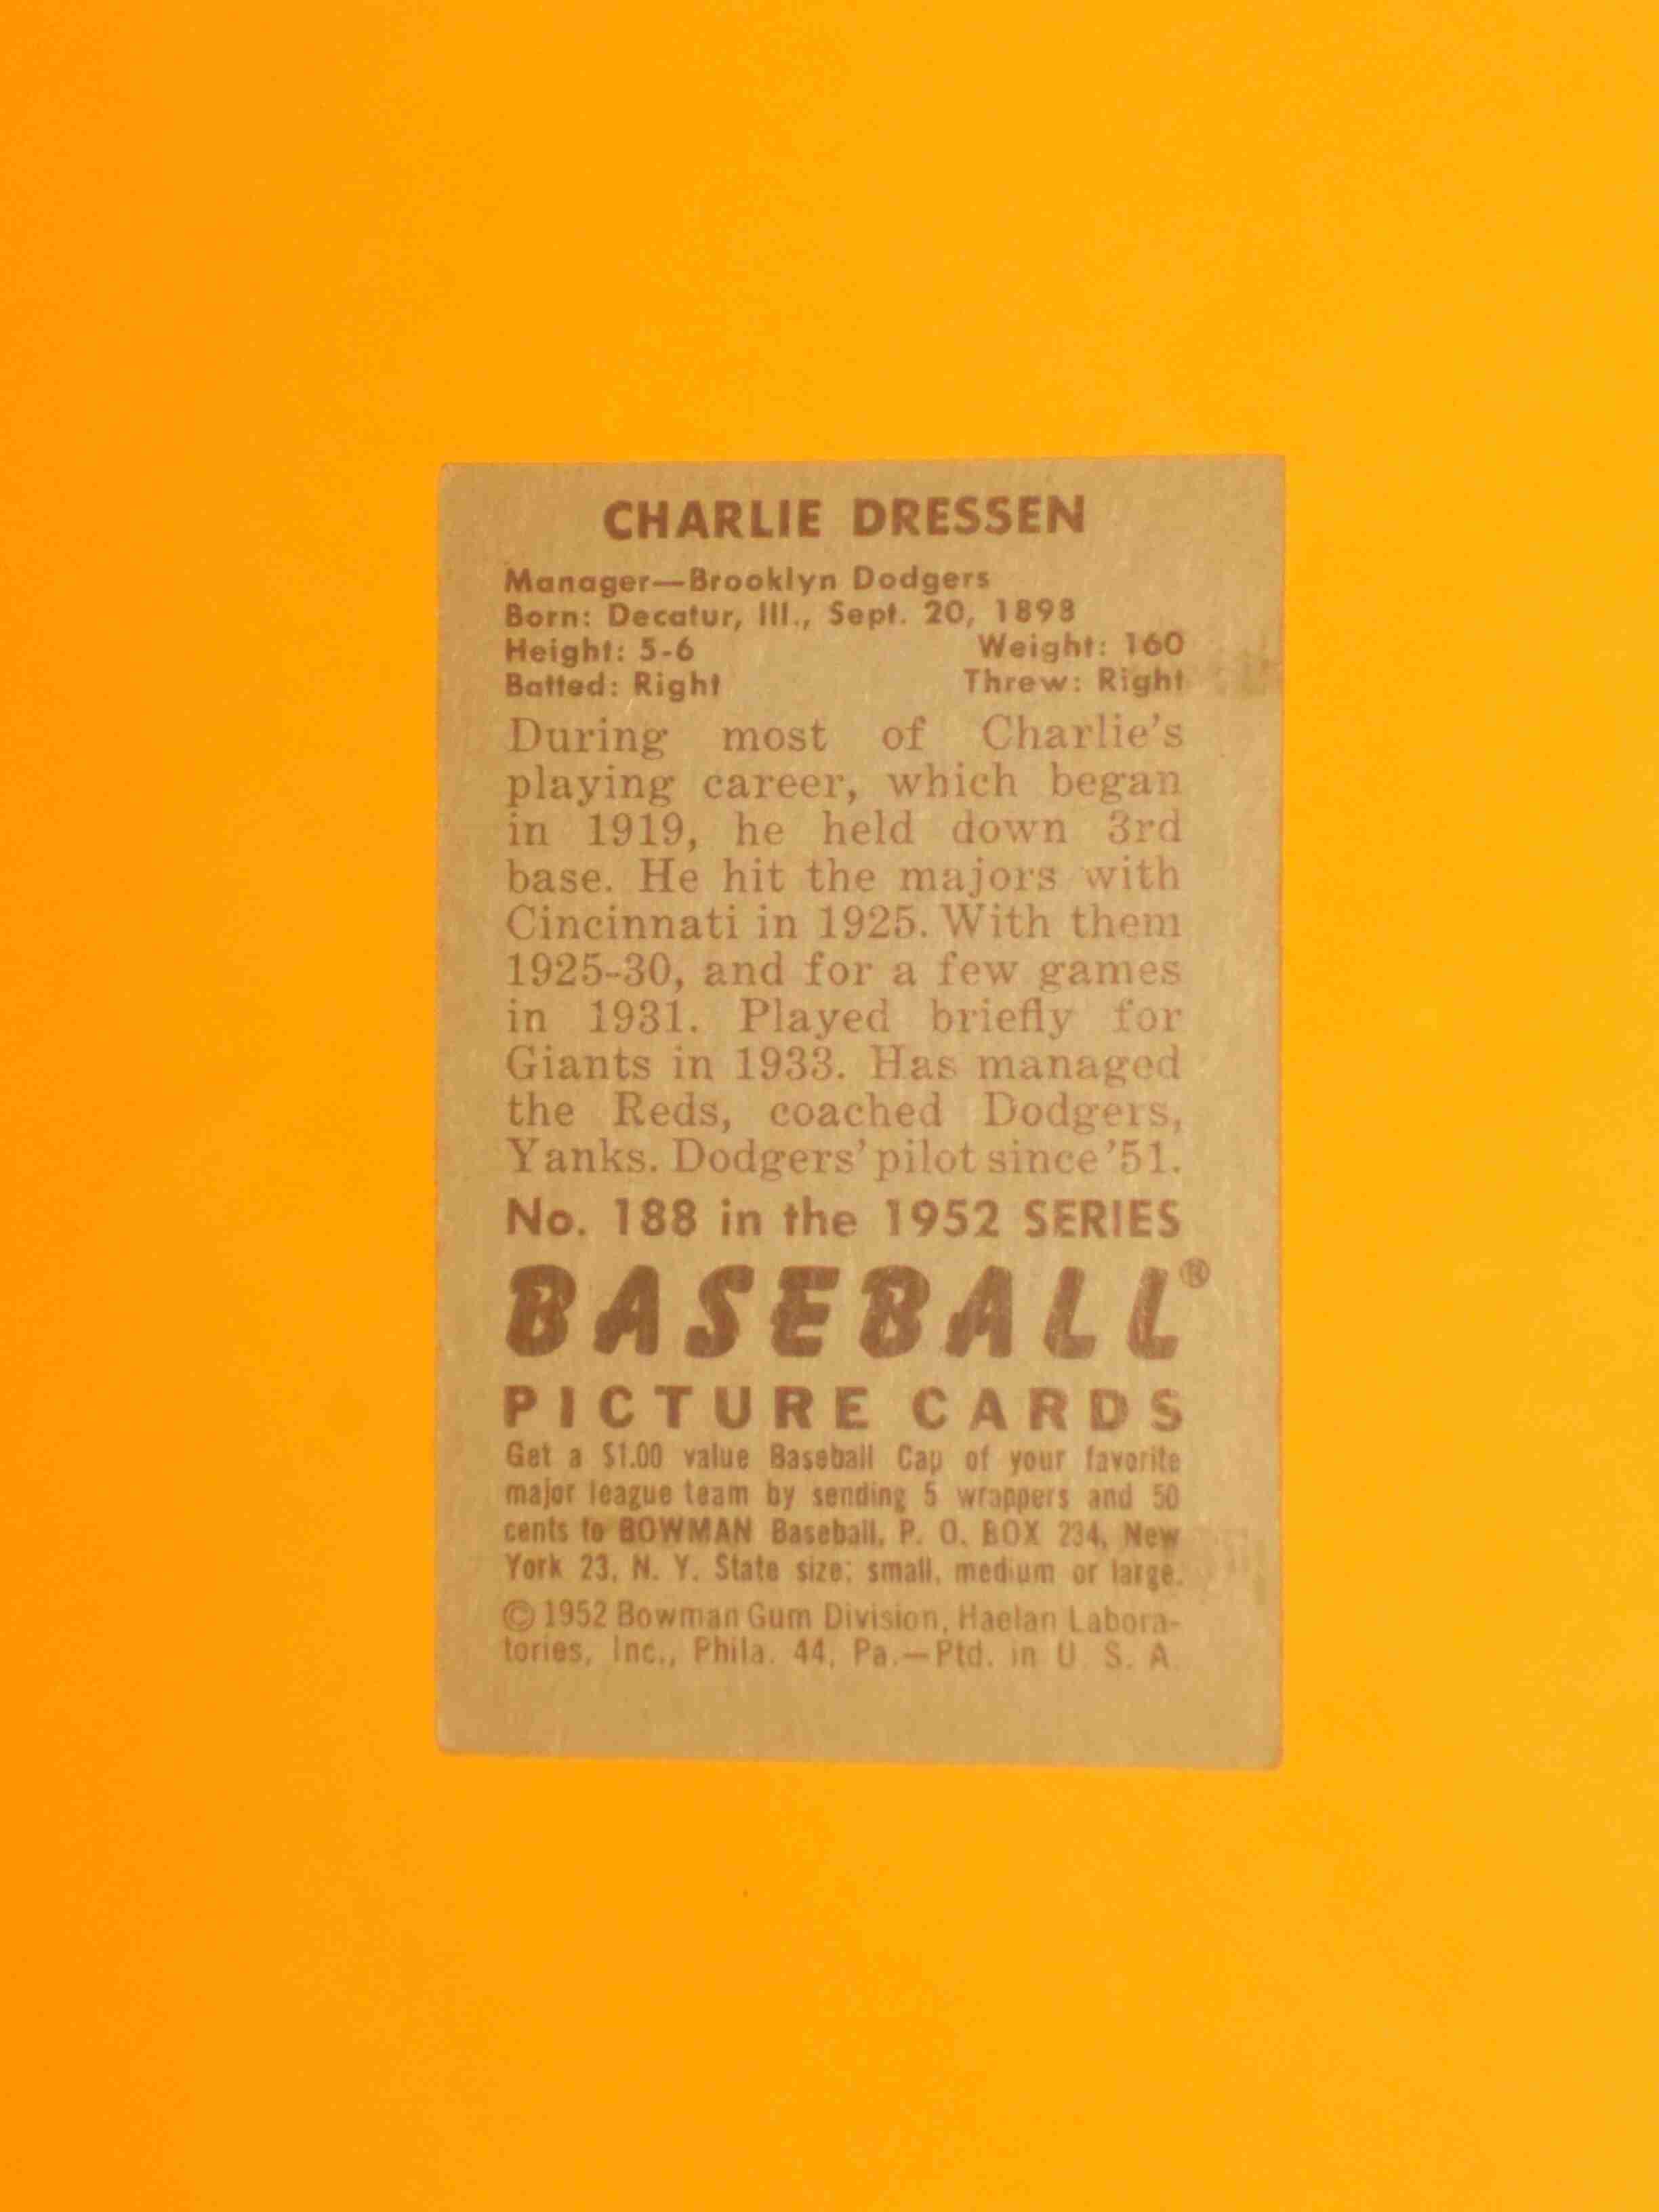 CHARLIE DRESSEN
Manager—Brooklyn Dodgers
Born: Decatur, Ill., Sept. 20, 1898
Height: 5-6 Weight: 160
Batted: Right Threw: Right
During most of Charlie's
playing career, which began
in 1919, he held down 3rd
base. He hit the majors with
Cincinnati in 1925. With them
1925-30, and for a few games
in 1931. Played briefly for
Giants in 1933. Has managed
the Reds, coached Dodgers,
Yanks. Dodgers' pilot since '51.
No. 188 in the 1952 SERIES
BASEBALL®
PICTURE CARDS
Get a $1.00 value Baseball Cap of your favorite
major league team by sending 5 wrappers and 50
cents to BOWMAN Baseball, P. O. BOX 234, New
York 23, N. Y. State size: small, medium or large.
© 1952 Bowman Gum Division, Haelan Labora-
tories, Inc., Phila. 44, Pa.—Ptd. in U. S. A.